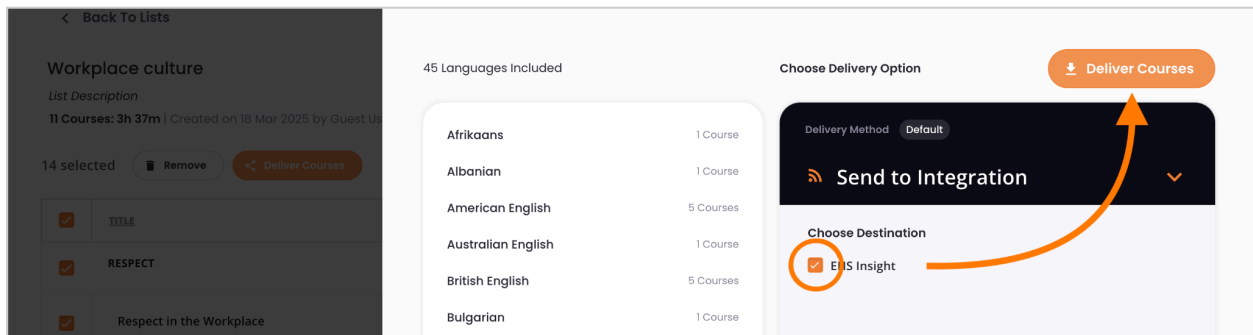 Back To Lists
Workplace culture
List Description
11 Courses: 3h 37m | Created on 18 Mar 2025 by Guest Us
14 selected Remove Deliver Courses
TITLE
RESPECT
Respect in the Workplace
45 Languages Included
Afrikaans 1 Course
Albanian 1 Course
American English 5 Courses
Australian English 1 Course
British English 5 Courses
Bulgarian 1 Course
Choose Delivery Option
Deliver Courses
Delivery Method Default
Send to Integration
Choose Destination
EHS Insight